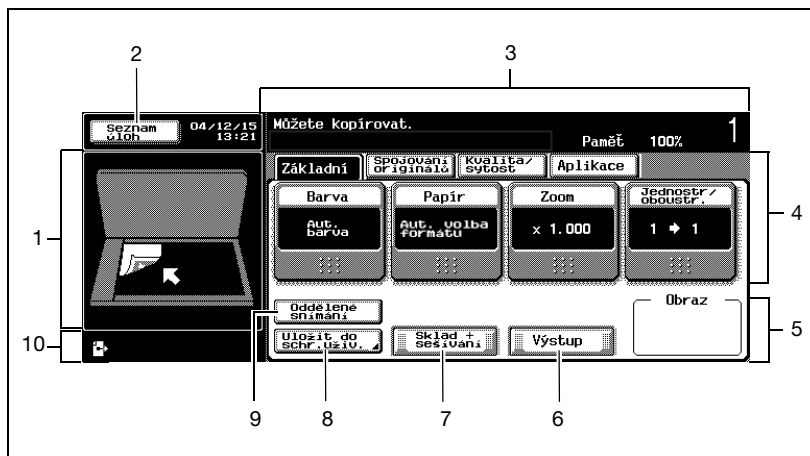 2
3
Seznam
úloh
04/12/15
13:21
Můžete kopírovat.
Paměť 100%
1
Základní
Spojování
originálů
Kvalita/
sytost
Aplikace
Barva
Papír
Zoom
Jednostr/
oboustr.
Aut.
barva
Aut. volba
formátu
x 1.000
1 ➧ 1
1
4
Oddělené
snímání
Obraz
5
10
Uložit do
schr.uživ.
Sklad +
sešívání
Výstup
9
8
7
6